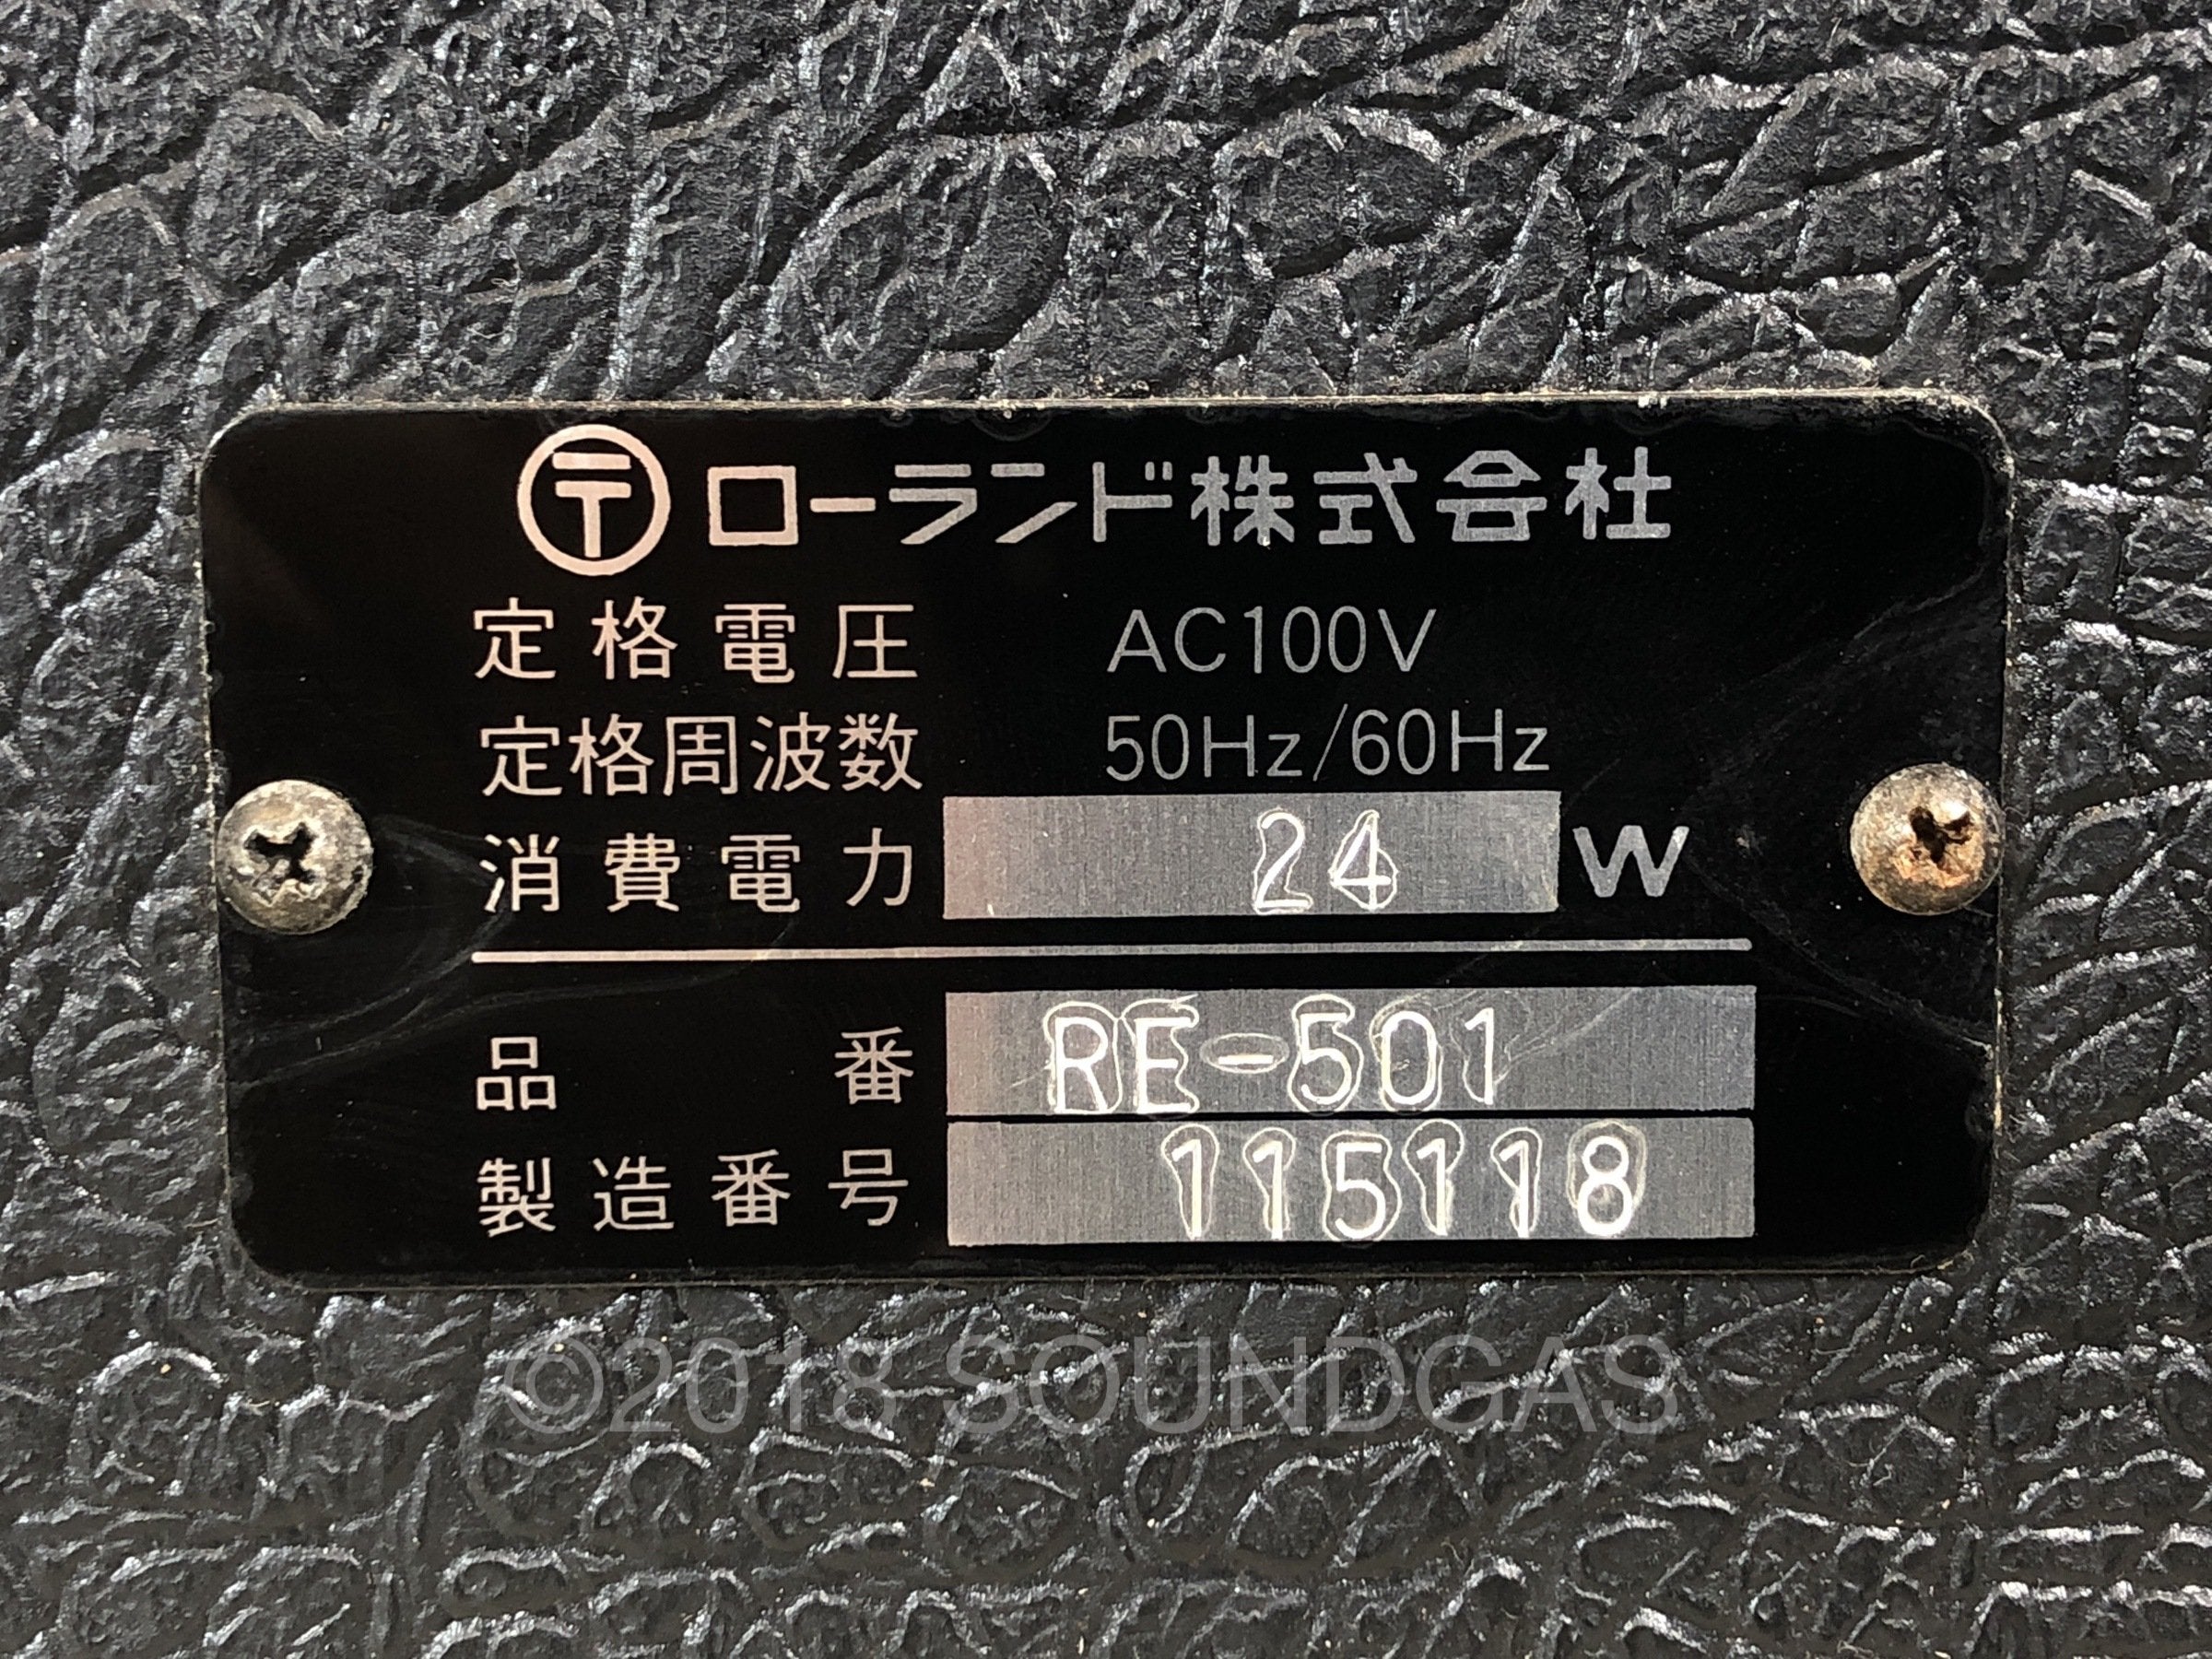 〶 ローランド株式会社
定格電圧 AC100V
定格周波数 50Hz/60Hz
消費電力 24 W
品番 RE-501
製造番号 115118
©2018 SOUNDGAS